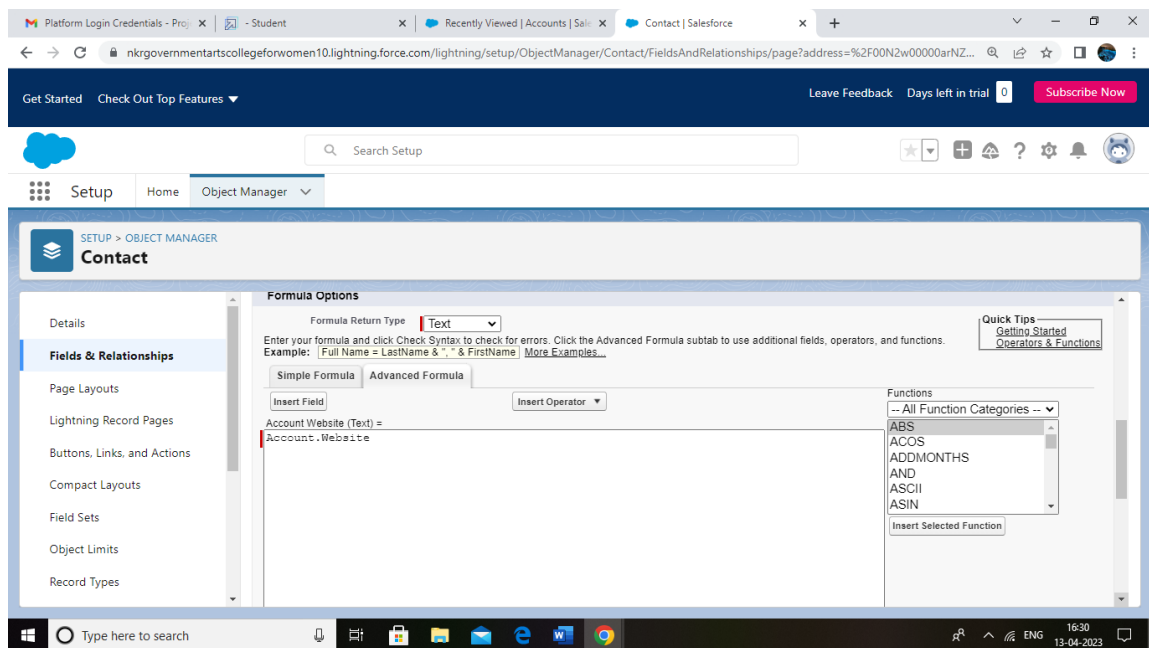 Platform Login Credentials - Proj
- Student
Recently Viewed | Accounts | Sale
Contact | Salesforce
nkrgovernmentartscollegeforwomen10.lightning.force.com/lightning/setup/ObjectManager/Contact/FieldsAndRelationships/page?address=%2F00N2w00000arNZ...
Get Started Check Out Top Features
Leave Feedback Days left in trial 0 Subscribe Now
Search Setup
Setup Home Object Manager
SETUP > OBJECT MANAGER
Contact
Details
Fields & Relationships
Page Layouts
Lightning Record Pages
Buttons, Links, and Actions
Compact Layouts
Field Sets
Object Limits
Record Types
Formula Options
Formula Return Type Text
Enter your formula and click Check Syntax to check for errors. Click the Advanced Formula subtab to use additional fields, operators, and functions.
Example: Full Name = LastName & ", " & FirstName More Examples...
Quick Tips
Getting Started
Operators & Functions
Simple Formula Advanced Formula
Insert Field Insert Operator
Account Website (Text) =
Account.Website
Functions
-- All Function Categories --
ABS
ACOS
ADDMONTHS
AND
ASCII
ASIN
Insert Selected Function
Type here to search
ENG
16:30
13-04-2023